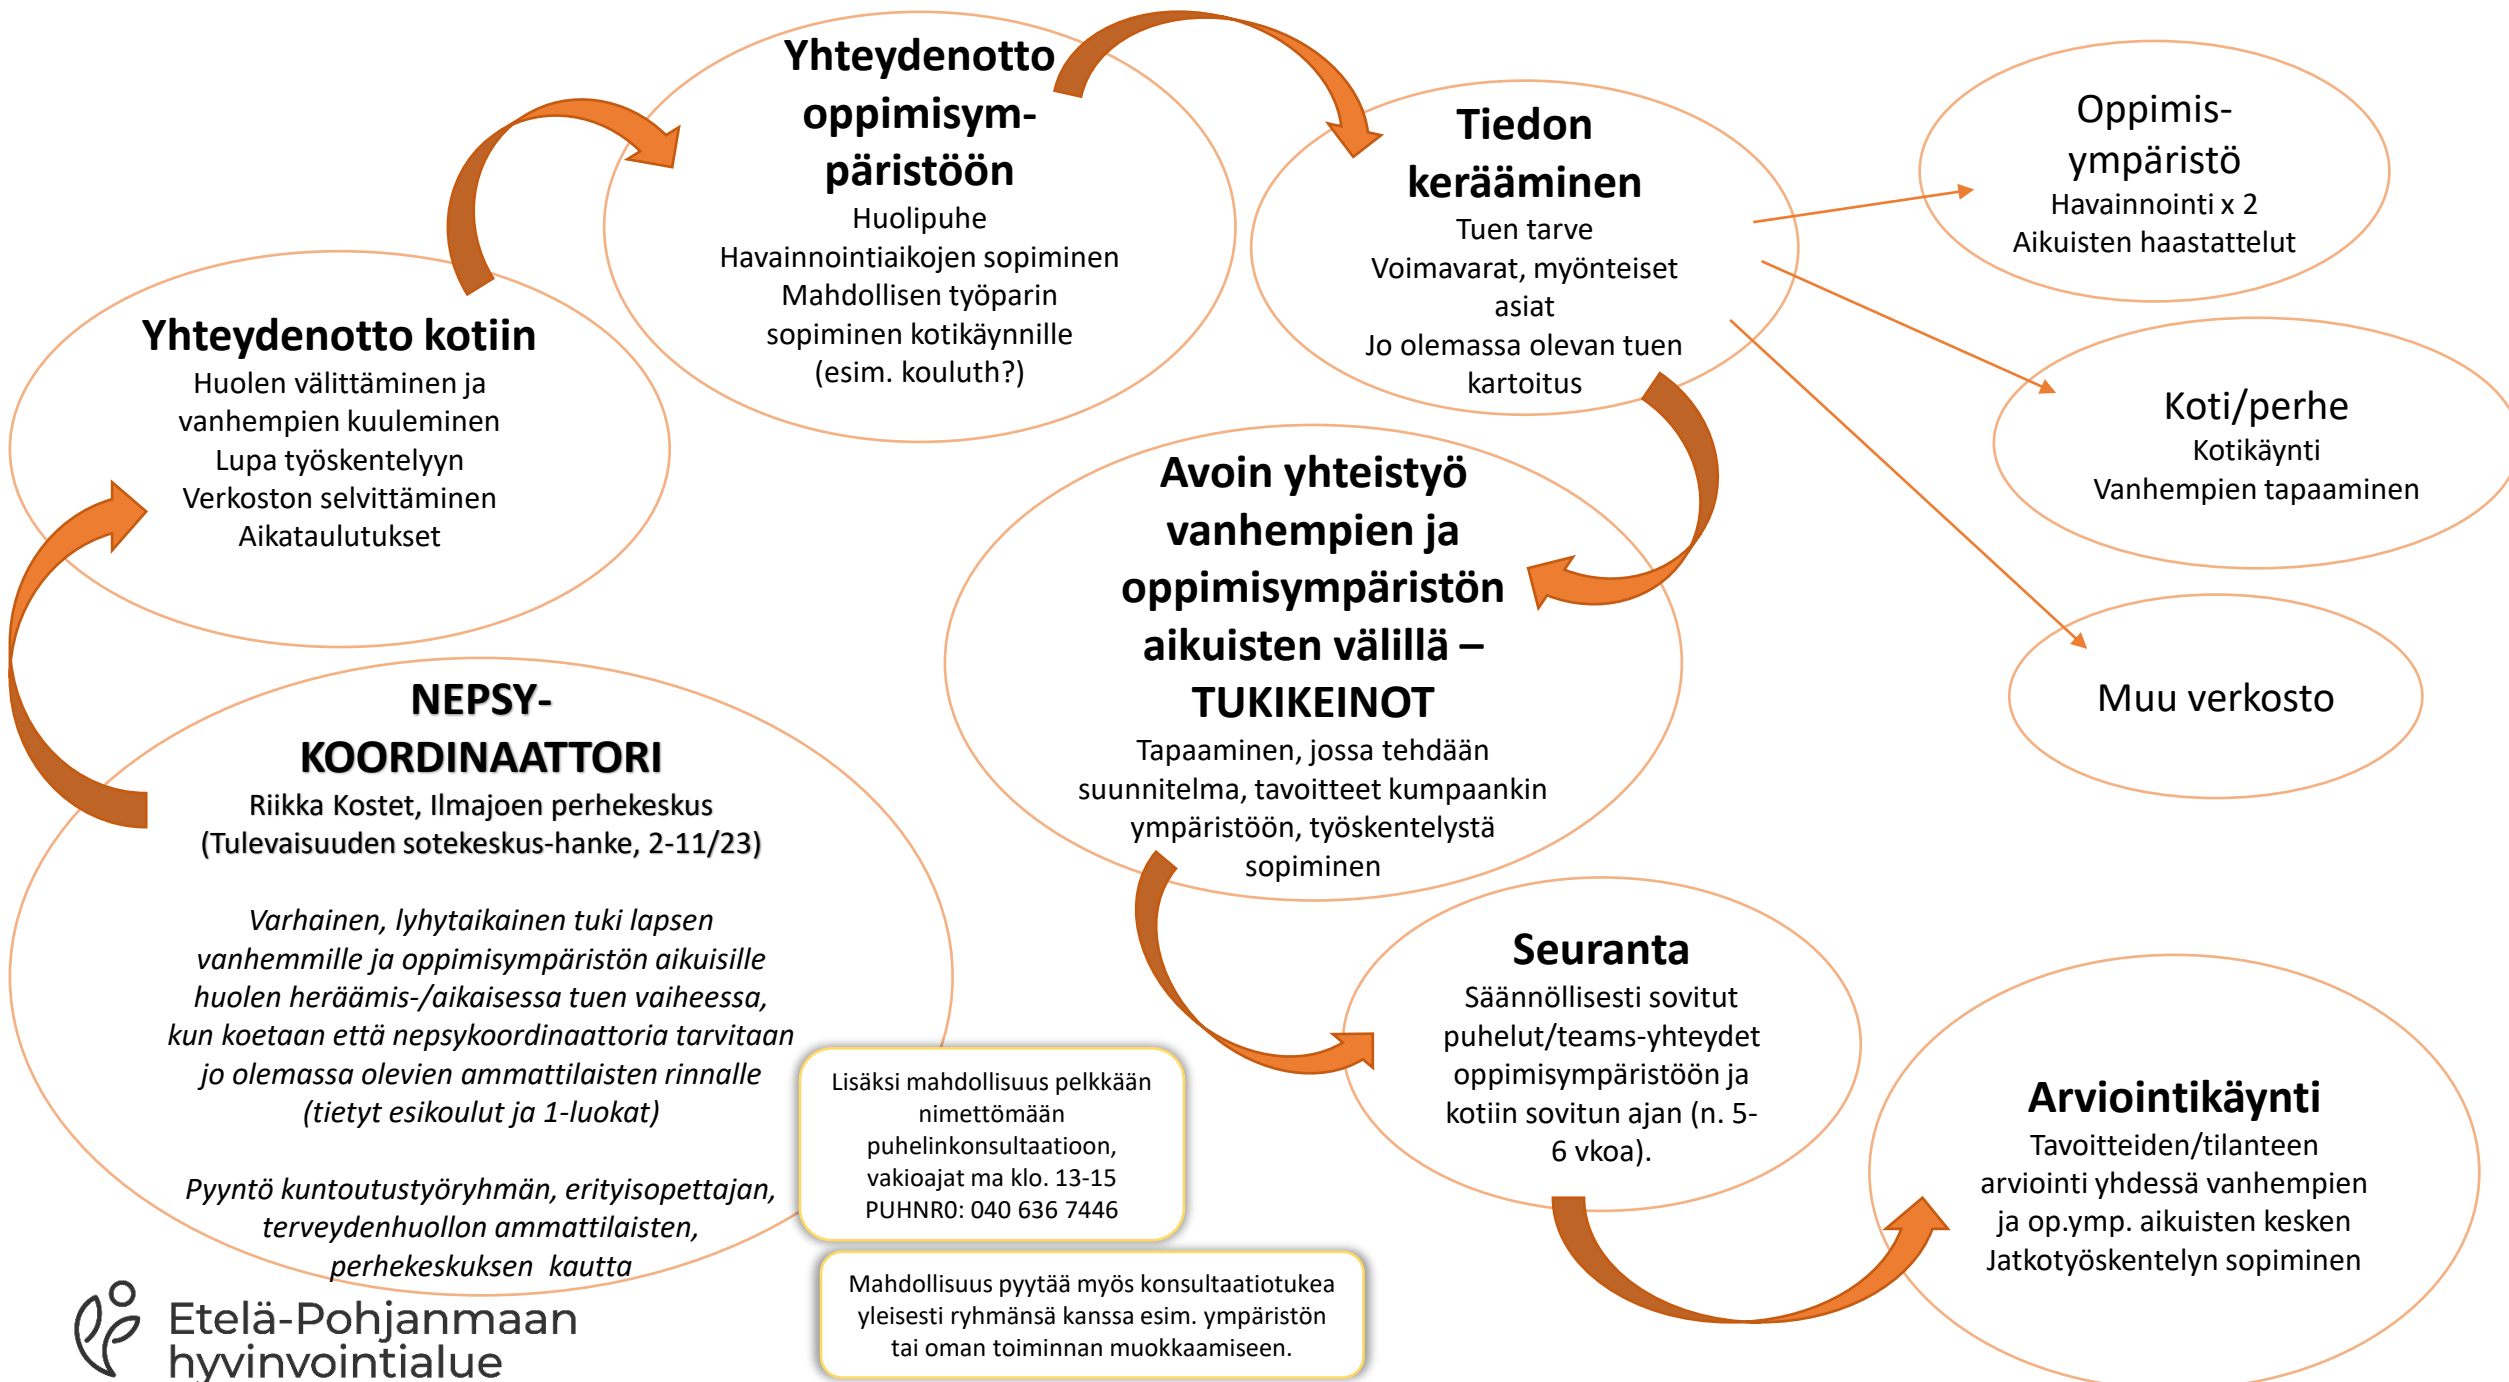 NEPSY-
KOORDINAATTORI
Riikka Kostet, Ilmajoen perhekeskus
(Tulevaisuuden sotekeskus-hanke, 2-11/23)
Varhainen, lyhytaikainen tuki lapsen
vanhemmille ja oppimisympäristön aikuisille
huolen heräämis-/aikaisessa tuen vaiheessa,
kun koetaan että nepsykoordinaattoria tarvitaan
jo olemassa olevien ammattilaisten rinnalle
(tietyt esikoulut ja 1-luokat)
Pyyntö kuntoutustyöryhmän, erityisopettajan,
terveydenhuollon ammattilaisten,
perhekeskuksen kautta
Yhteydenotto kotiin
Huolen välittäminen ja
vanhempien kuuleminen
Lupa työskentelyyn
Verkoston selvittäminen
Aikataulutukset
Yhteydenotto
oppimisym-
päristöön
Huolipuhe
Havainnointiaikojen sopiminen
Mahdollisen työparin
sopiminen kotikäynnille
(esim. kouluth?)
Tiedon
kerääminen
Tuen tarve
Voimavarat, myönteiset
asiat
Jo olemassa olevan tuen
kartoitus
Oppimis-
ympäristö
Havainnointi x 2
Aikuisten haastattelut
Koti/perhe
Kotikäynti
Vanhempien tapaaminen
Muu verkosto
Avoin yhteistyö
vanhempien ja
oppimisympäristön
aikuisten välillä –
TUKIKEINOT
Tapaaminen, jossa tehdään
suunnitelma, tavoitteet kumpaankin
ympäristöön, työskentelystä
sopiminen
Seuranta
Säännöllisesti sovitut
puhelut/teams-yhteydet
oppimisympäristöön ja
kotiin sovitun ajan (n. 5-
6 vkoa).
Arviointikäynti
Tavoitteiden/tilanteen
arviointi yhdessä vanhempien
ja op.ymp. aikuisten kesken
Jatkotyöskentelyn sopiminen
Lisäksi mahdollisuus pelkkään
nimettömään
puhelinkonsultaatioon,
vakioajat ma klo. 13-15
PUHNR0: 040 636 7446
Mahdollisuus pyytää myös konsultaatiotukea
yleisesti ryhmänsä kanssa esim. ympäristön
tai oman toiminnan muokkaamiseen.
Etelä-Pohjanmaan
hyvinvointialue